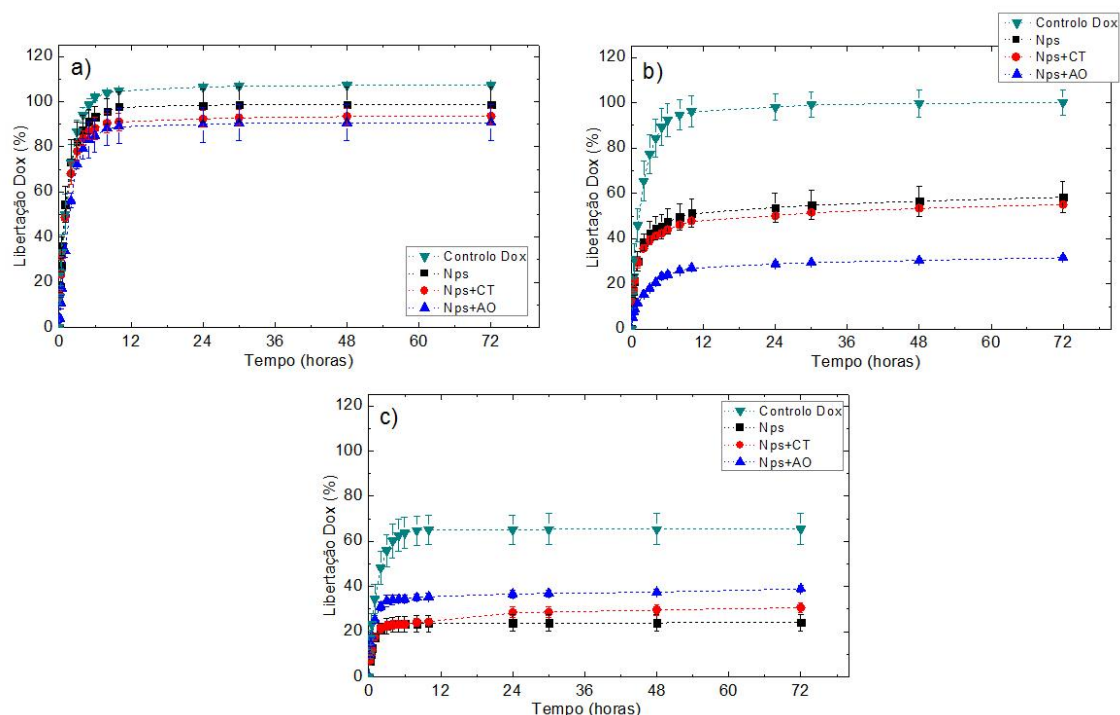 a)
120
100
80
60
40
20
0
Libertação Dox (%)
Controlo Dox
Nps
Nps+CT
Nps+AO
0 12 24 36 48 60 72
Tempo (horas)
b)
Controlo Dox
Nps
Nps+CT
Nps+AO
120
100
80
60
40
20
0
Libertação Dox (%)
0 12 24 36 48 60 72
Tempo (horas)
c)
120
100
80
60
40
20
0
Libertação Dox (%)
Controlo Dox
Nps
Nps+CT
Nps+AO
0 12 24 36 48 60 72
Tempo (horas)